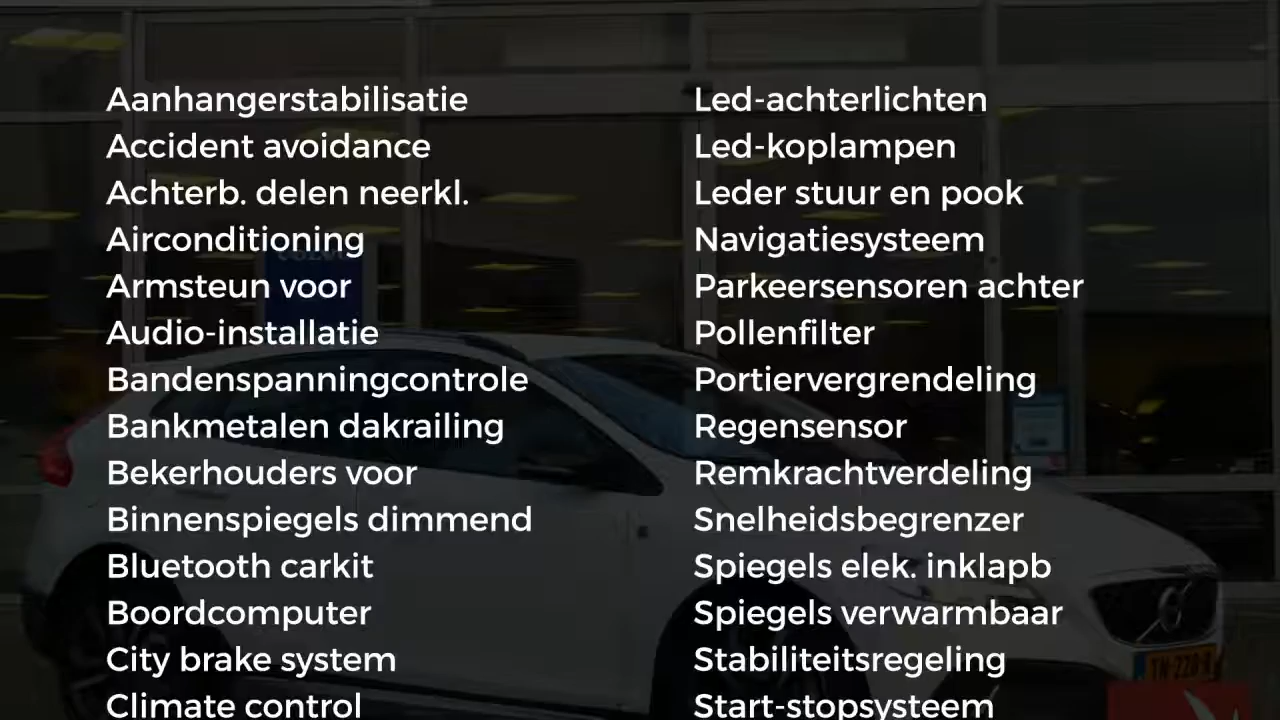 Aanhangerstabilisatie
Accident avoidance
Achterb. delen neerkl.
Airconditioning
Armsteun voor
Audio-installatie
Bandenspanningcontrole
Bankmetalen dakrailing
Bekerhouders voor
Binnenspiegels dimmend
Bluetooth carkit
Boordcomputer
City brake system
Climate control
Led-achterlichten
Led-koplampen
Leder stuur en pook
Navigatiesysteem
Parkeersensoren achter
Pollenfilter
Portiervergrendeling
Regensensor
Remkrachtverdeling
Snelheidsbegrenzer
Spiegels elek. inklapb
Spiegels verwarmbaar
Stabiliteitsregeling
Start-stopsysteem